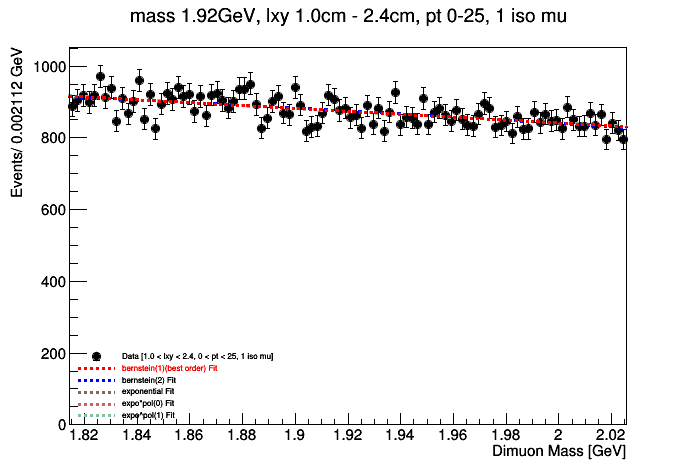 mass 1.92GeV, lxy 1.0cm - 2.4cm, pt 0-25, 1 iso mu
Events/ 0.002112 GeV
1000
800
600
400
200
0
Data [1.0 < lxy < 2.4, 0 < pt < 25, 1 iso mu]
bernstein(1)(best order) Fit
bernstein(2) Fit
exponential Fit
expo*pol(0) Fit
expo*pol(1) Fit
1.82 1.84 1.86 1.88 1.9 1.92 1.94 1.96 1.98 2 2.02
Dimuon Mass [GeV]